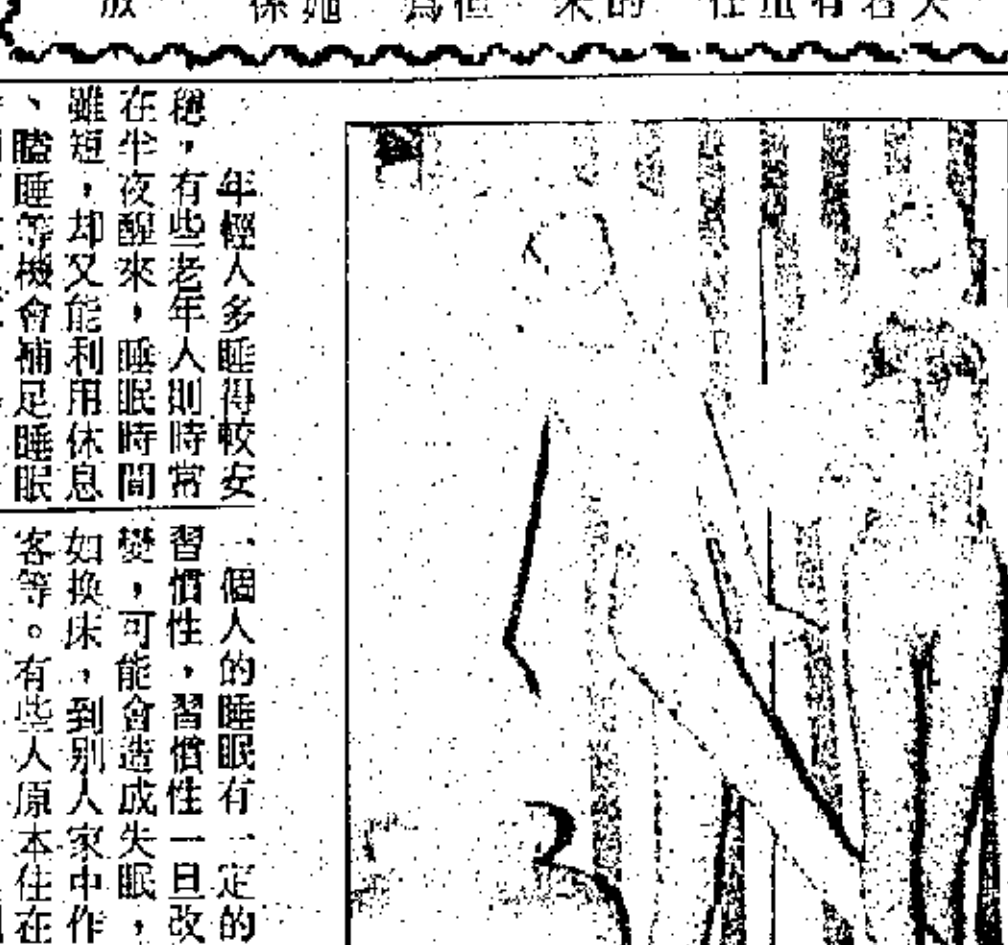 年輕人多睡得較安
穩，有些老年人則時常
在半夜醒來，睡眠時間
雖短，却又能利用休息
、瞌睡等機會補足睡眠
一個人的睡眠有一定的
習慣性，習慣性一旦改
變，可能會造成失眠，
如換床，到別人家中作
客等。有些人原本住在